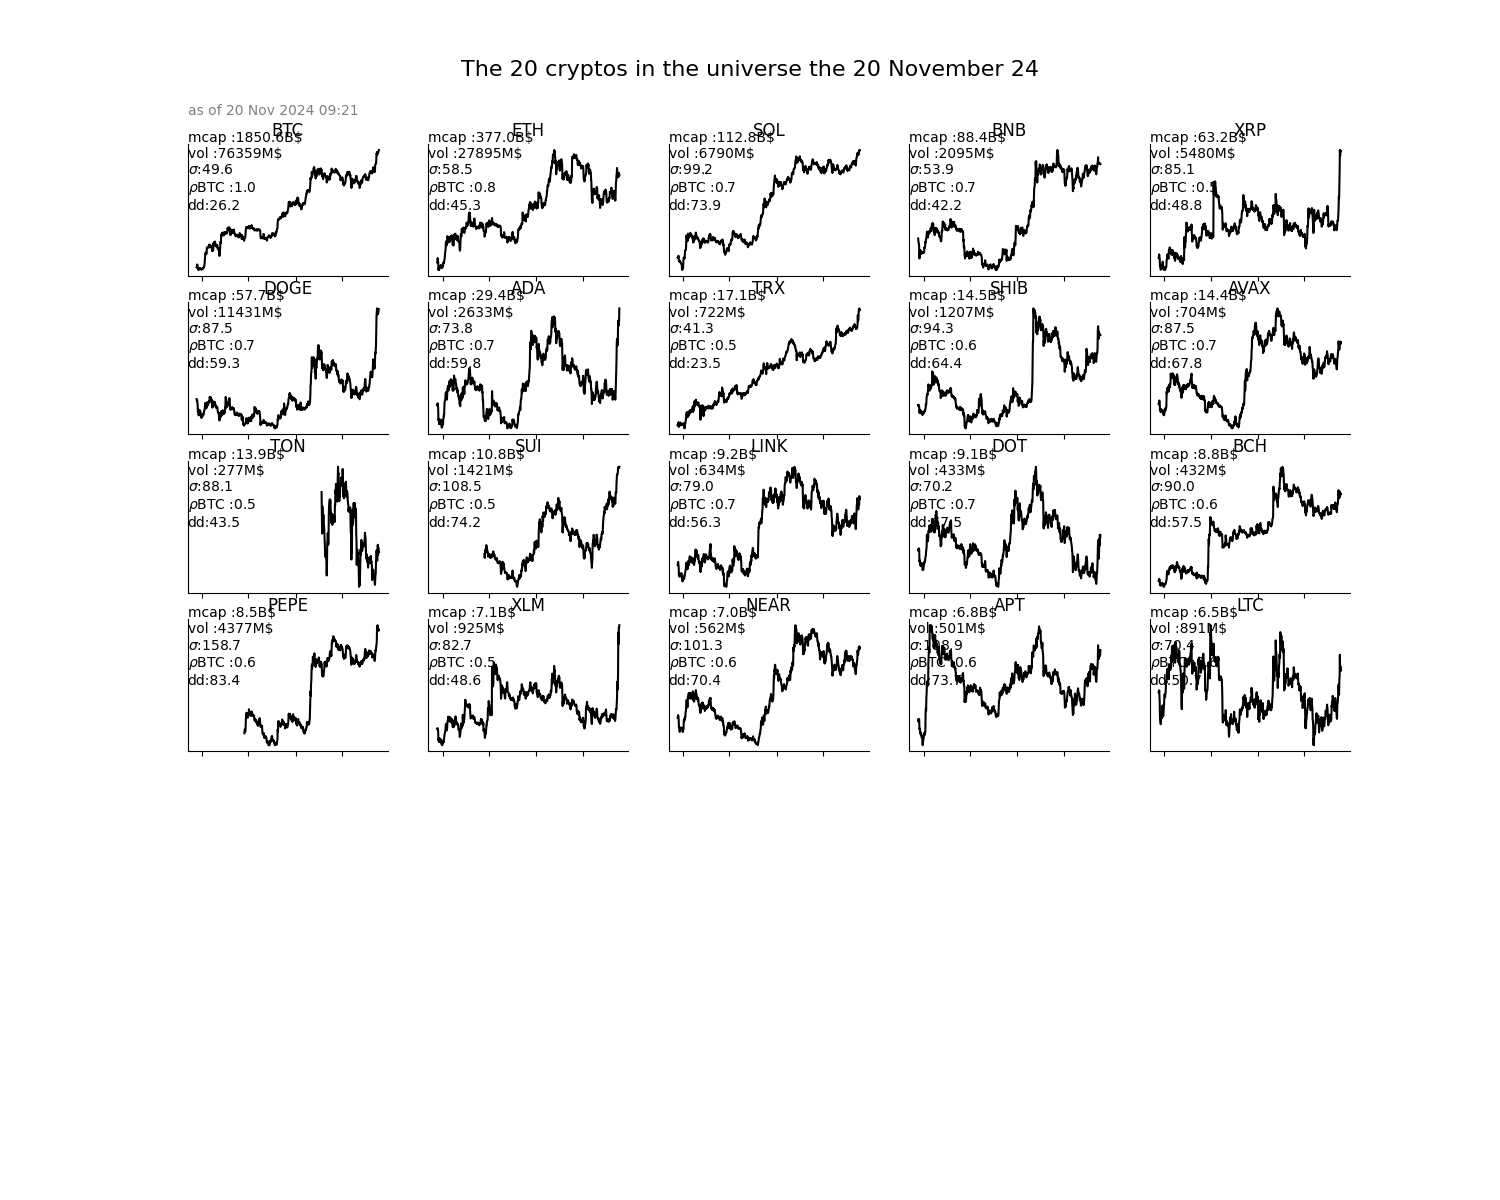 The 20 cryptos in the universe the 20 November 24
as of 20 Nov 2024 09:21
BTC
mcap :1850.6B$
vol :76359M$
σ:49.6
ρBTC :1.0
dd:26.2
ETH
mcap :377.0B$
vol :27895M$
σ:58.5
ρBTC :0.8
dd:45.3
SOL
mcap :112.8B$
vol :6790M$
σ:99.2
ρBTC :0.7
dd:73.9
BNB
mcap :88.4B$
vol :2095M$
σ:53.9
ρBTC :0.7
dd:42.2
XRP
mcap :63.2B$
vol :5480M$
σ:85.1
ρBTC :0.5
dd:48.8
DOGE
mcap :57.7B$
vol :11431M$
σ:87.5
ρBTC :0.7
dd:59.3
ADA
mcap :29.4B$
vol :2633M$
σ:73.8
ρBTC :0.7
dd:59.8
TRX
mcap :17.1B$
vol :722M$
σ:41.3
ρBTC :0.5
dd:23.5
SHIB
mcap :14.5B$
vol :1207M$
σ:94.3
ρBTC :0.6
dd:64.4
AVAX
mcap :14.4B$
vol :704M$
σ:87.5
ρBTC :0.7
dd:67.8
TON
mcap :13.9B$
vol :277M$
σ:88.1
ρBTC :0.5
dd:43.5
SUI
mcap :10.8B$
vol :1421M$
σ:108.5
ρBTC :0.5
dd:74.2
LINK
mcap :9.2B$
vol :634M$
σ:79.0
ρBTC :0.7
dd:56.3
DOT
mcap :9.1B$
vol :433M$
σ:70.2
ρBTC :0.7
BCH
mcap :8.8B$
vol :432M$
σ:90.0
ρBTC :0.6
dd:57.5
PEPE
mcap :8.5B$
vol :4377M$
σ:158.7
ρBTC :0.6
dd:83.4
XLM
mcap :7.1B$
vol :925M$
σ:82.7
ρBTC :0.5
dd:48.6
NEAR
mcap :7.0B$
vol :562M$
σ:101.3
ρBTC :0.6
dd:70.4
APT
mcap :6.8B$
vol :501M$
ρBTC :0.6
LTC
mcap :6.5B$
vol :891M$